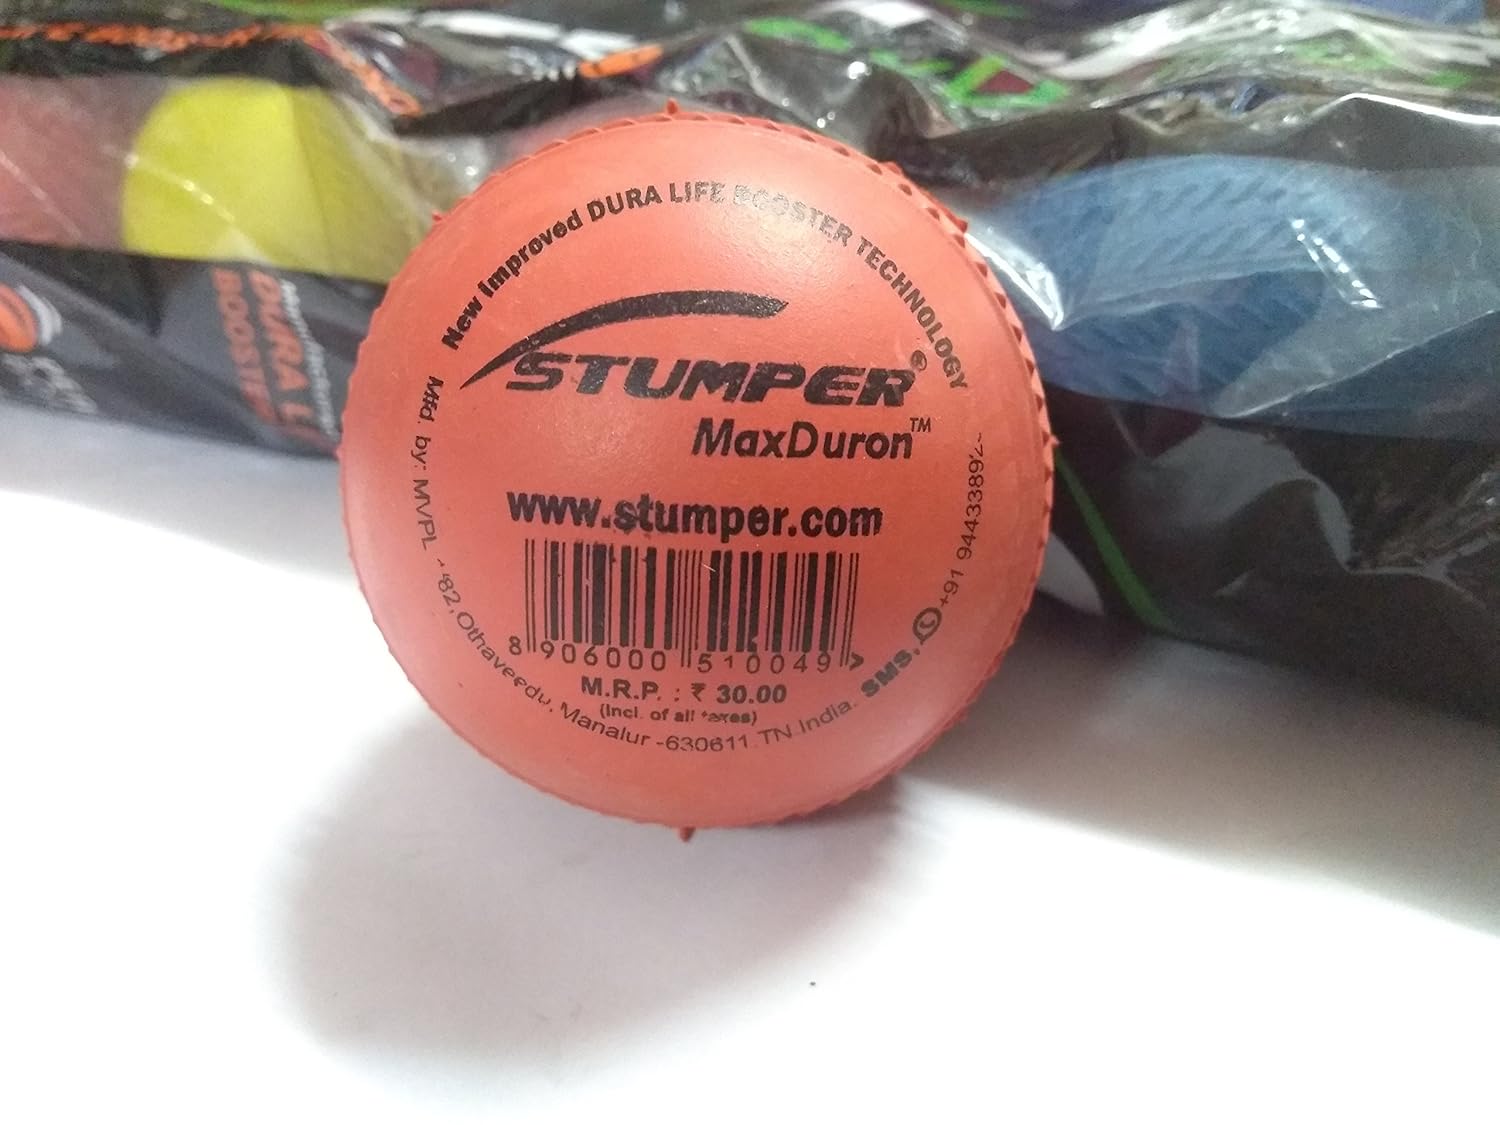 New Improved DURA LIFE BOOSTER TECHNOLOGY
STUMPER®
MaxDuron™
www.stumper.com
8 906000 510049 >
M.R.P. : ₹ 30.00
(Incl. of all taxes)
Mfd. by: MVPL 82, Othaveedu, Manalur -630611. TN. India. SMS, +91 94433892
DURA
BOOSTER